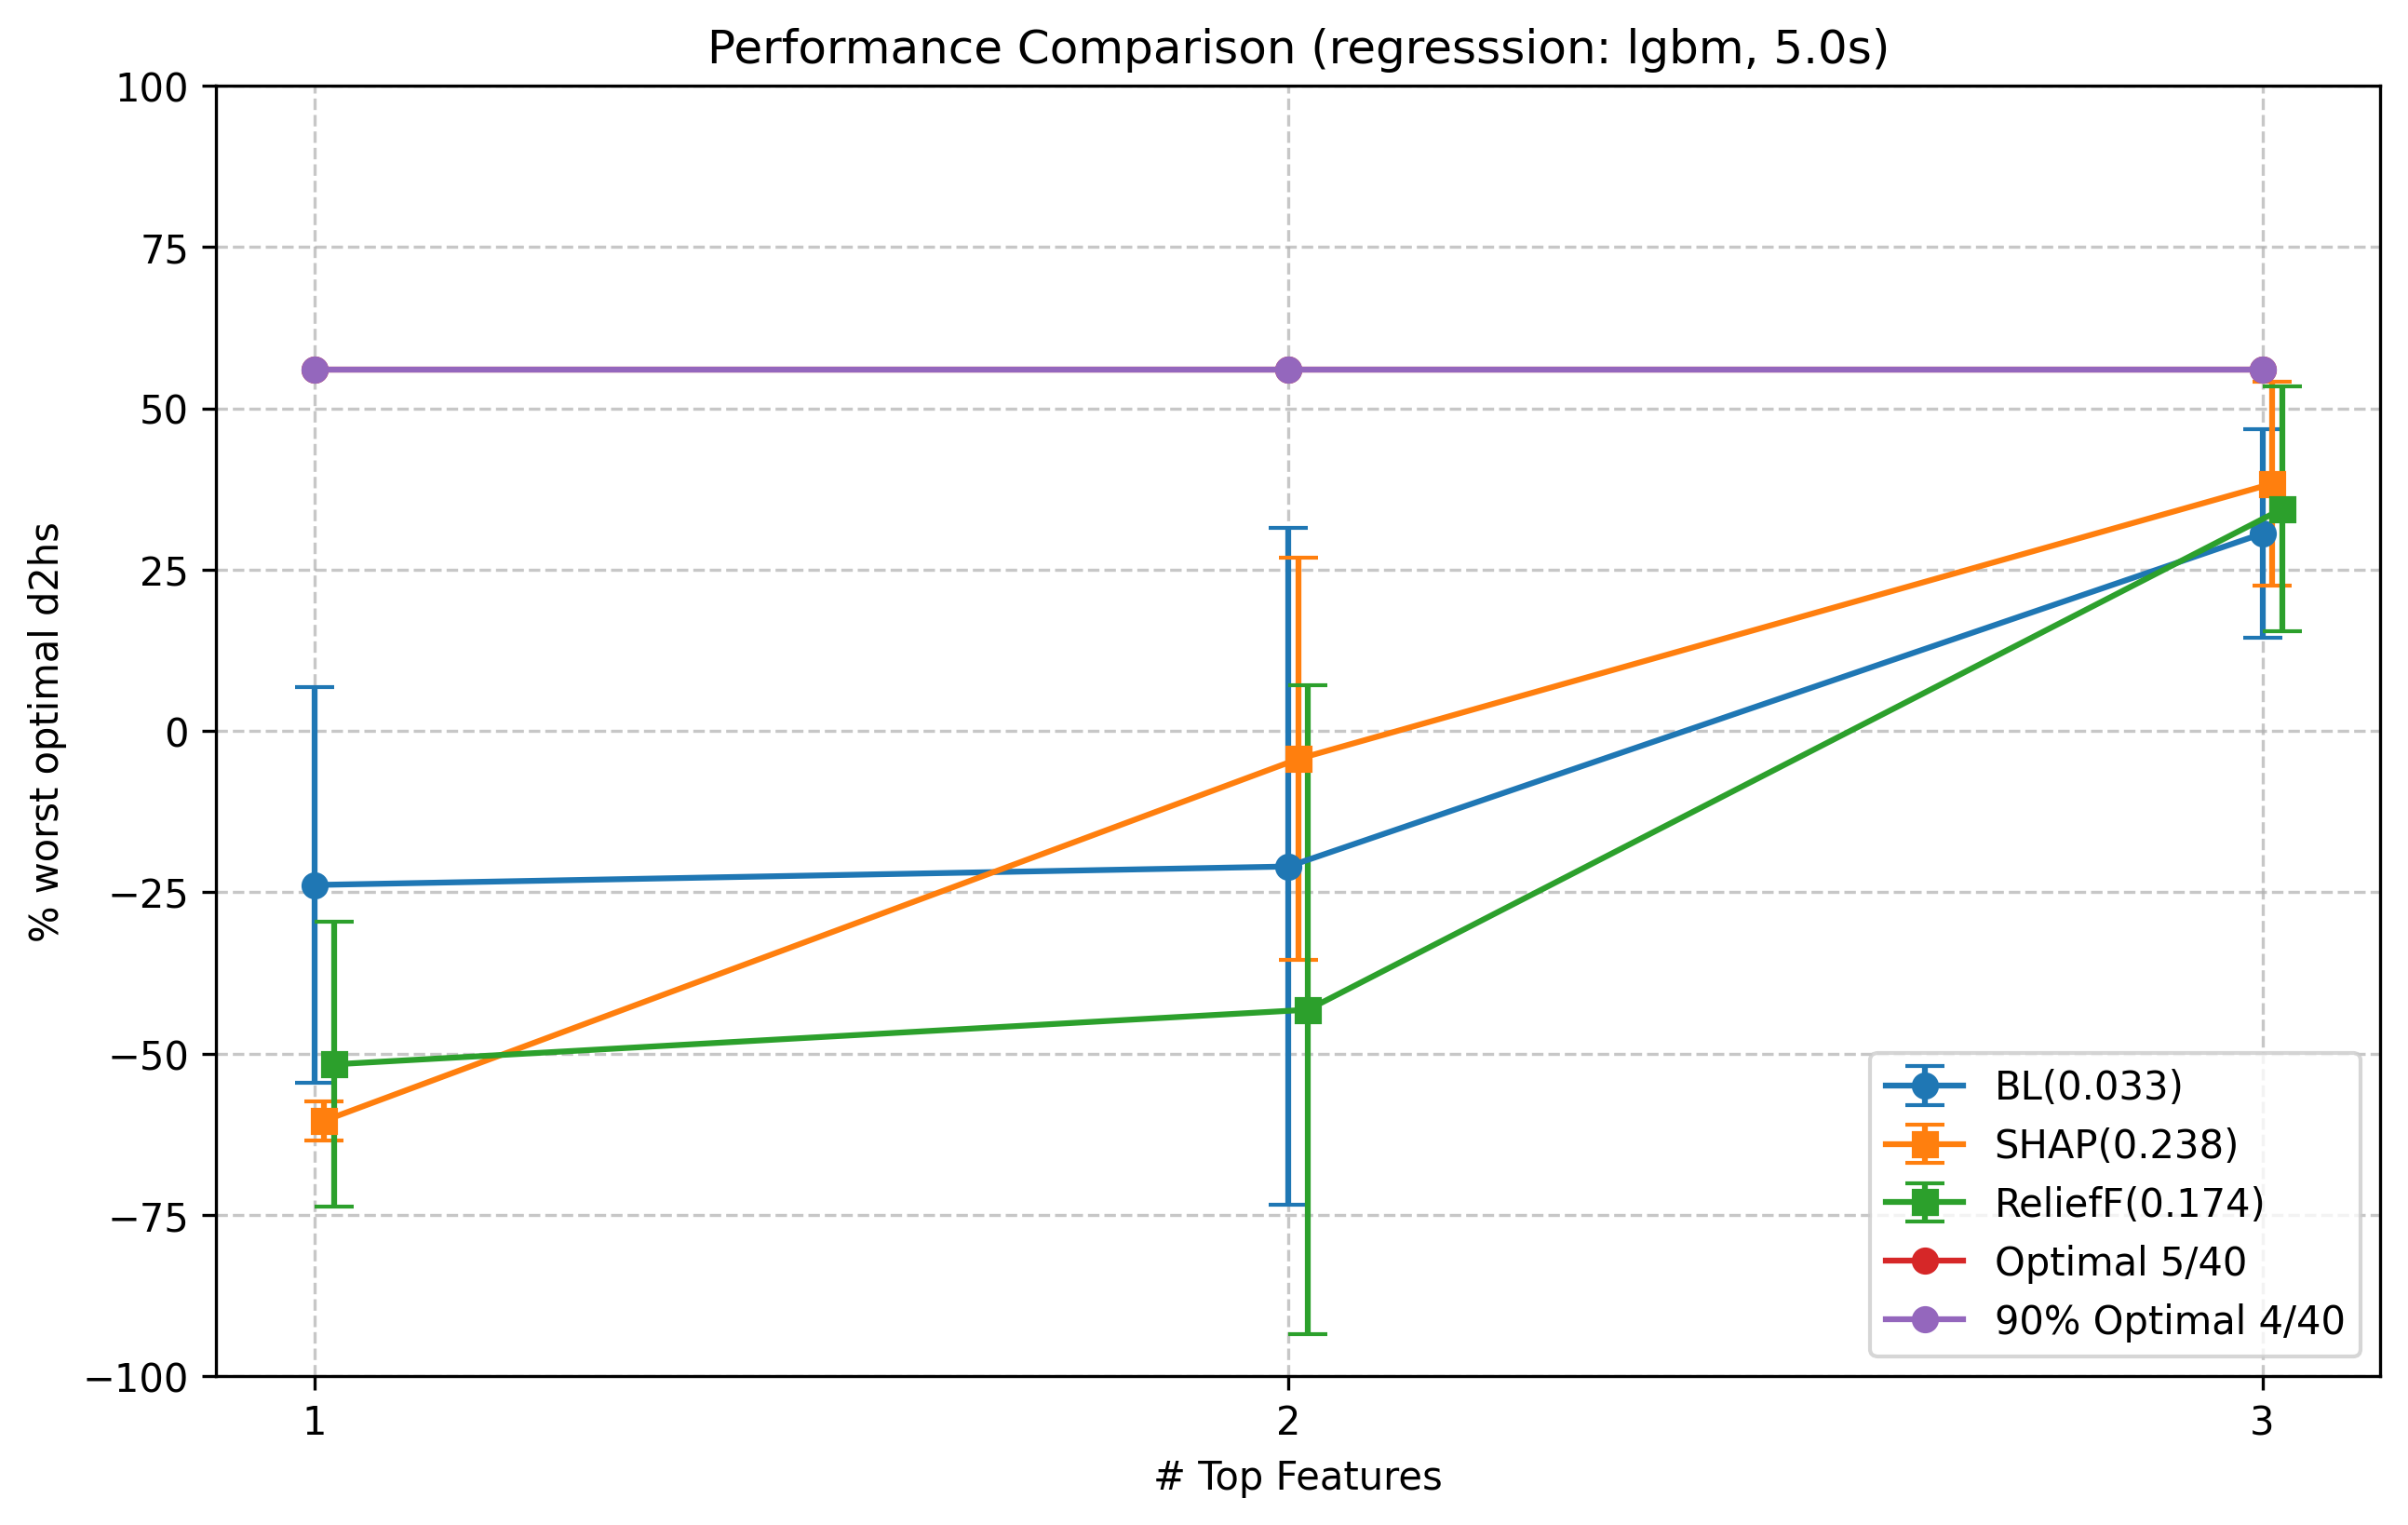 Performance Comparison (regresssion: lgbm, 5.0s)
% worst optimal d2hs
100
75
50
25
0
−25
−50
−75
−100
BL(0.033)
SHAP(0.238)
ReliefF(0.174)
Optimal 5/40
90% Optimal 4/40
1
2
3
# Top Features